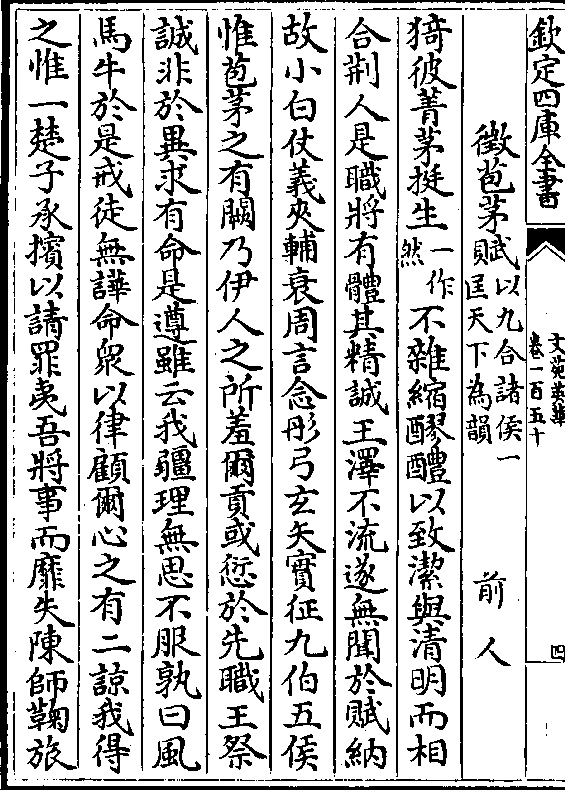 欽定四庫全書
文苑英華
卷一百五十
四
徵苞茅賦以九合諸侯一匡天下為韻
前人
猗彼菁茅挺生一作然不雜縮醪醴以致潔與清明而相
合荆人是職將有體其精誠王澤不流遂無聞於賦納
故小白仗義夾輔衰周言念彤弓玄矢實征九伯五侯
惟苞茅之有闕乃伊人之所羞爾貢或愆於先職王祭
誠非於異求有命是遵雖云我疆理無思不服孰曰風
馬牛於是戒徒無譁命衆以律顧爾心之有二諒我得
之惟一楚子承擯以請罪夷吾將事而靡失陳師鞠旅